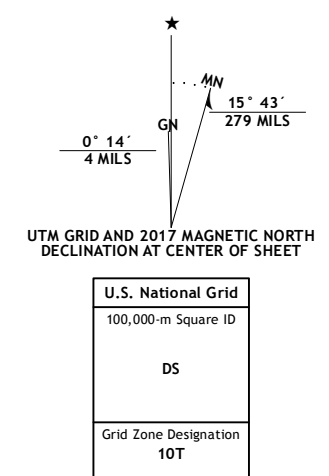 MN
GN
15° 43´
279 MILS
0° 14´
4 MILS
UTM GRID AND 2017 MAGNETIC NORTH
DECLINATION AT CENTER OF SHEET
U.S. National Grid
100,000-m Square ID
DS
Grid Zone Designation
10T